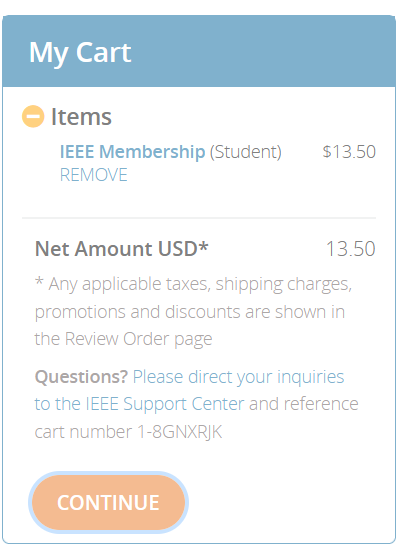 My Cart
Items
IEEE Membership (Student) $13.50
REMOVE
Net Amount USD* 13.50
* Any applicable taxes, shipping charges,
promotions and discounts are shown in
the Review Order page
Questions? Please direct your inquiries
to the IEEE Support Center and reference
cart number 1-8GNXRJK
CONTINUE